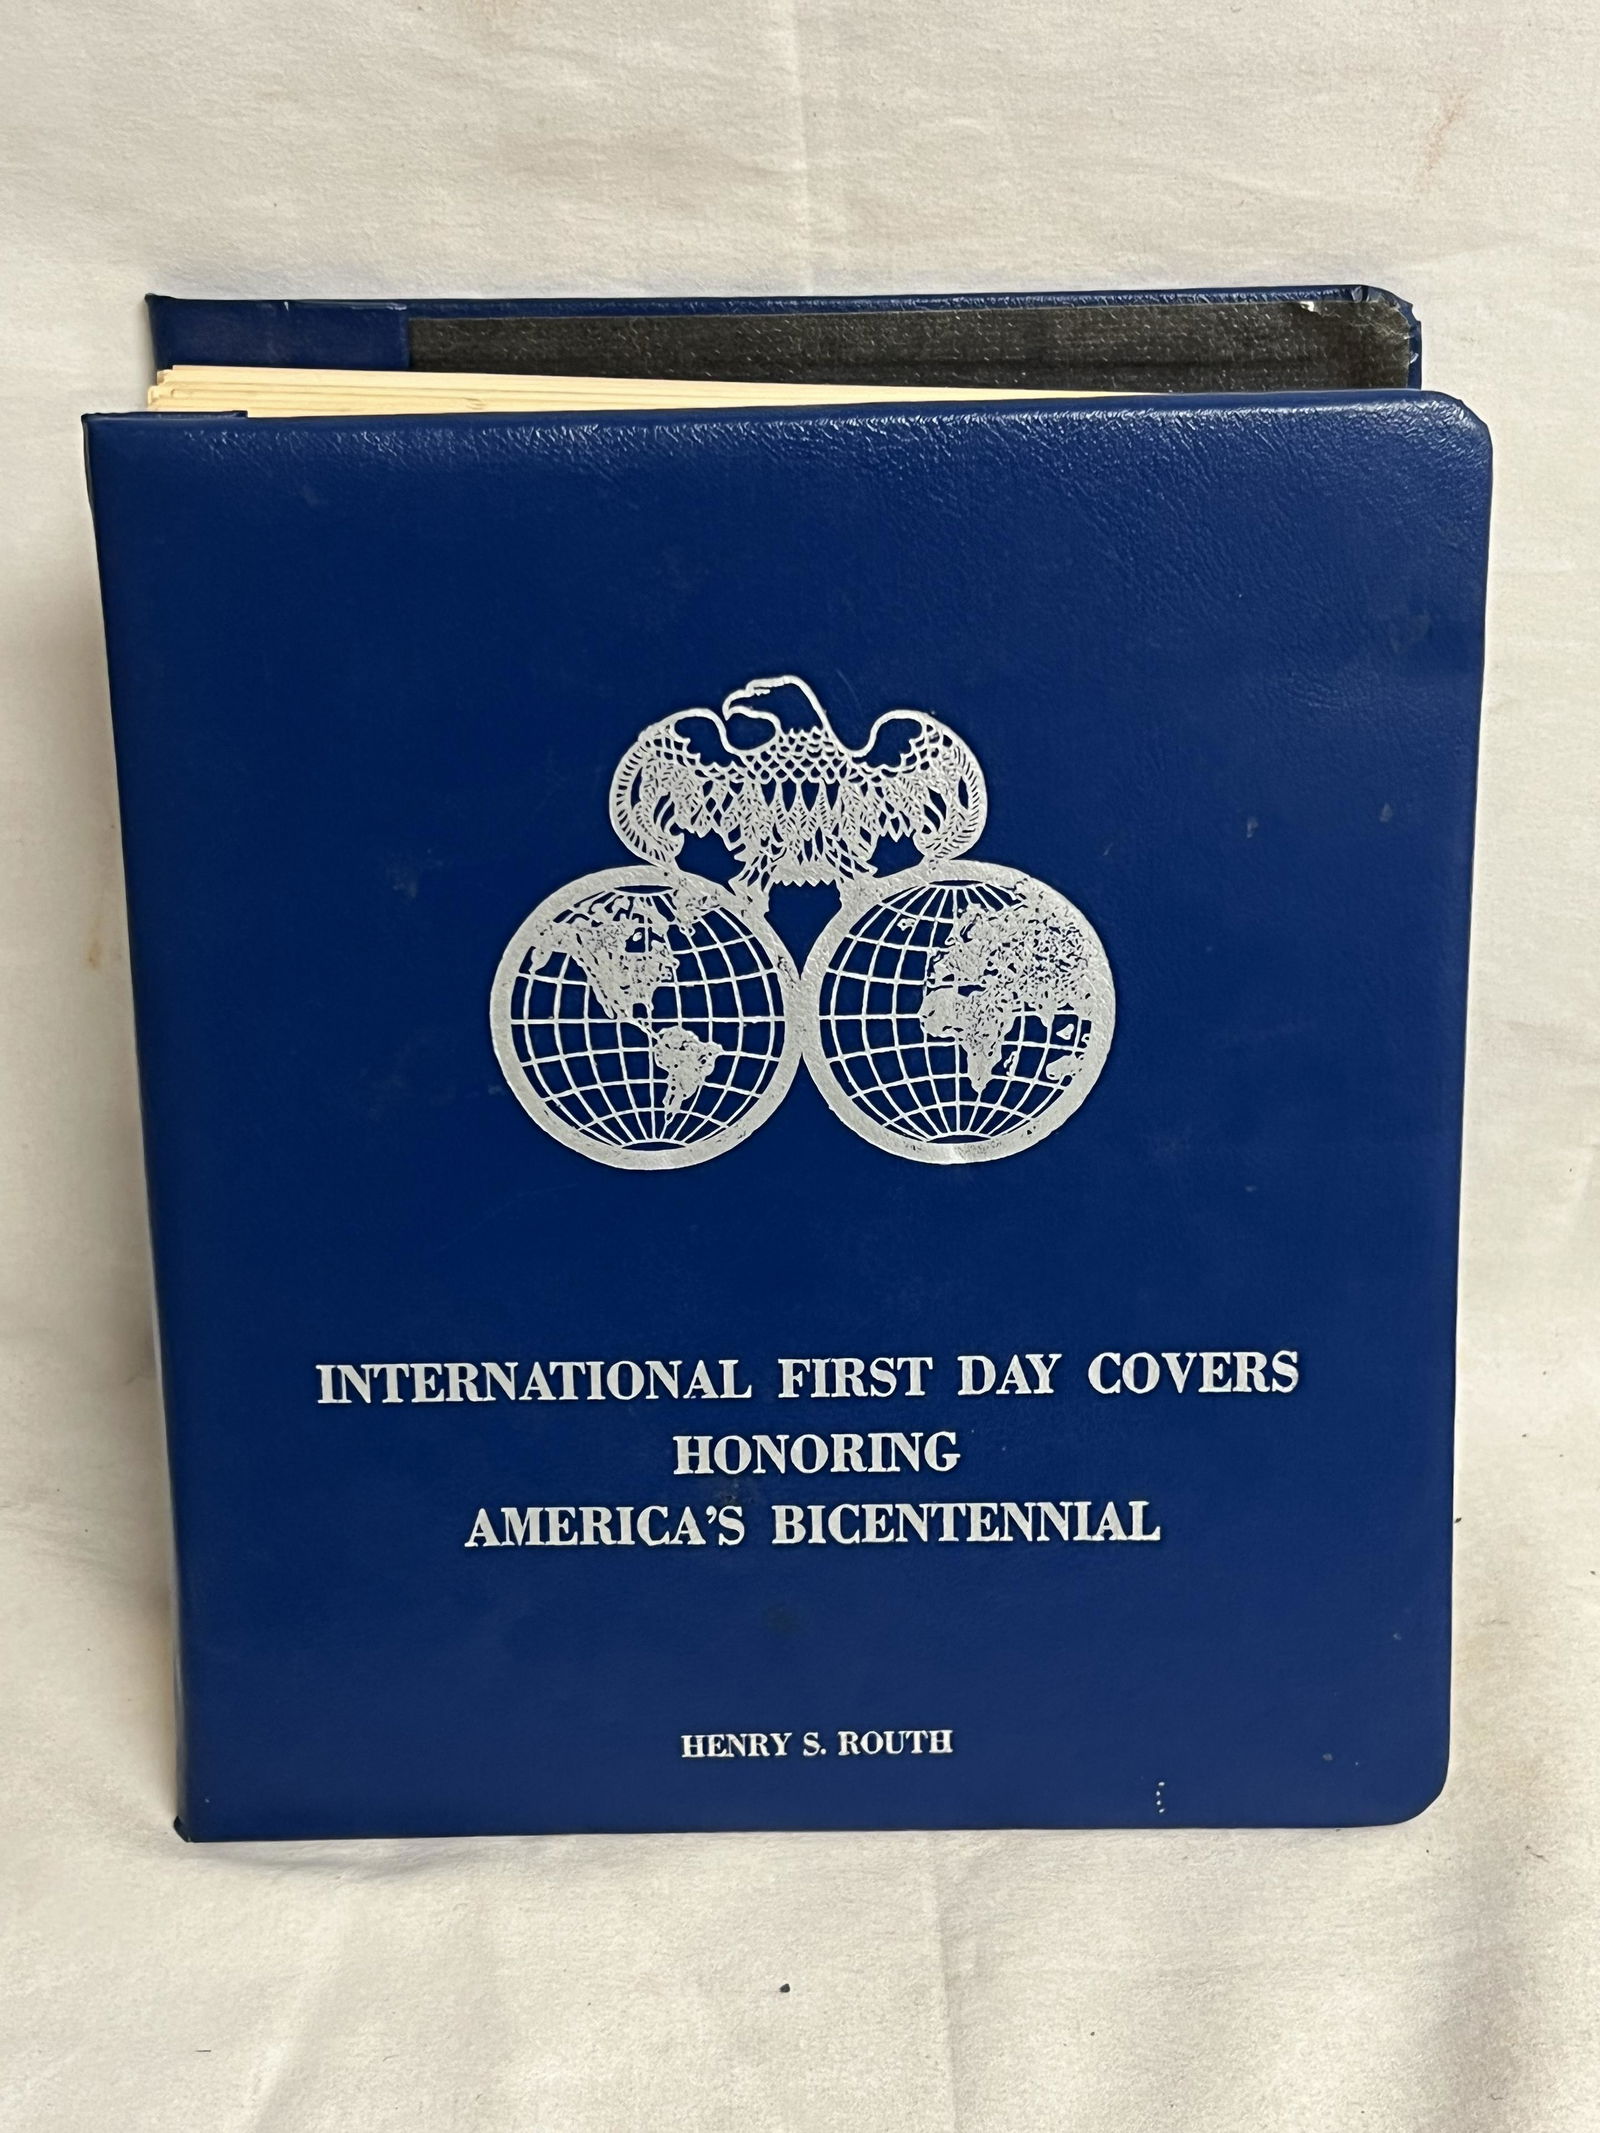 INTERNATIONAL FIRST DAY COVERS
HONORING
AMERICA'S BICENTENNIAL
HENRY S. ROUTH